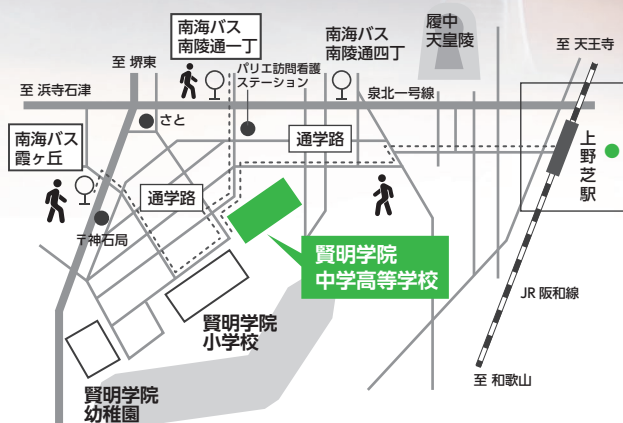 南海バス
南陵通一丁
南海バス
南陵通四丁
履中
天皇陵
至 天王寺
至 堺東
パリエ訪問看護
ステーション
至 浜寺石津
泉北一号線
さと
通学路
南海バス
霞ヶ丘
上野芝駅
通学路
〒神石局
賢明学院
中学高等学校
JR 阪和線
賢明学院
小学校
至 和歌山
賢明学院
幼稚園